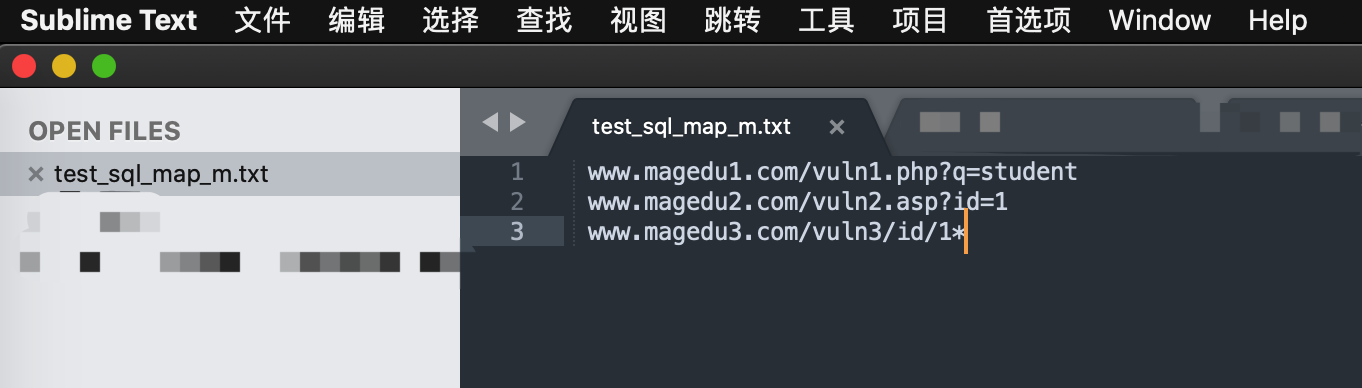 Sublime Text 文件 编辑 选择 查找 视图 跳转 工具 项目 首选项 Window Help
OPEN FILES
test_sql_map_m.txt
test_sql_map_m.txt
1 www.magedu1.com/vuln1.php?q=student
2 www.magedu2.com/vuln2.asp?id=1
3 www.magedu3.com/vuln3/id/1*